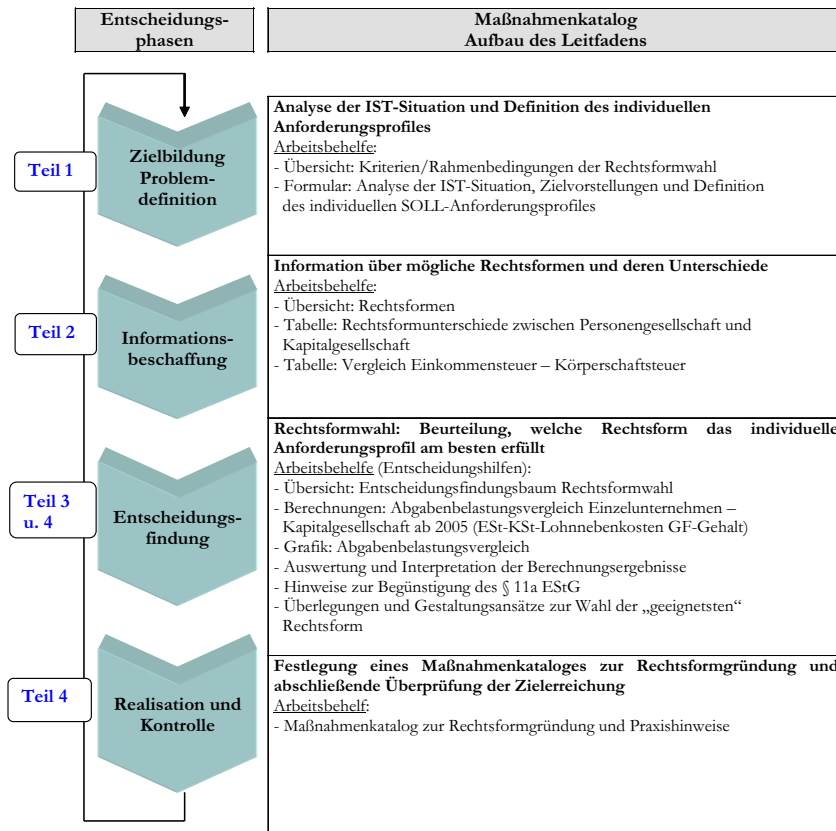 Entscheidungs-
phasen
Maßnahmenkatalog
Aufbau des Leitfadens
Teil 1
Zielbildung
Problem-
definition
Analyse der IST-Situation und Definition des individuellen
Anforderungsprofiles
Arbeitsbehelfe:
- Übersicht: Kriterien/Rahmenbedingungen der Rechtsformwahl
- Formular: Analyse der IST-Situation, Zielvorstellungen und Definition
des individuellen SOLL-Anforderungsprofiles
Teil 2
Informations-
beschaffung
Information über mögliche Rechtsformen und deren Unterschiede
Arbeitsbehelfe:
- Übersicht: Rechtsformen
- Tabelle: Rechtsformunterschiede zwischen Personengesellschaft und
Kapitalgesellschaft
- Tabelle: Vergleich Einkommensteuer – Körperschaftsteuer
Teil 3
u. 4
Entscheidungs-
findung
Rechtsformwahl: Beurteilung, welche Rechtsform das individuelle
Anforderungsprofil am besten erfüllt
Arbeitsbehelfe (Entscheidungshilfen):
- Übersicht: Entscheidungsfindungsbaum Rechtsformwahl
- Berechnungen: Abgabenbelastungsvergleich Einzelunternehmen –
Kapitalgesellschaft ab 2005 (ESt-KSt-Lohnnebenkosten GF-Gehalt)
- Grafik: Abgabenbelastungsvergleich
- Auswertung und Interpretation der Berechnungsergebnisse
- Hinweise zur Begünstigung des § 11a EStG
- Überlegungen und Gestaltungsansätze zur Wahl der „geeignetsten“
Rechtsform
Teil 4
Realisation und
Kontrolle
Festlegung eines Maßnahmenkataloges zur Rechtsformgründung und
abschließende Überprüfung der Zielerreichung
Arbeitsbehelf:
- Maßnahmenkatalog zur Rechtsformgründung und Praxishinweise